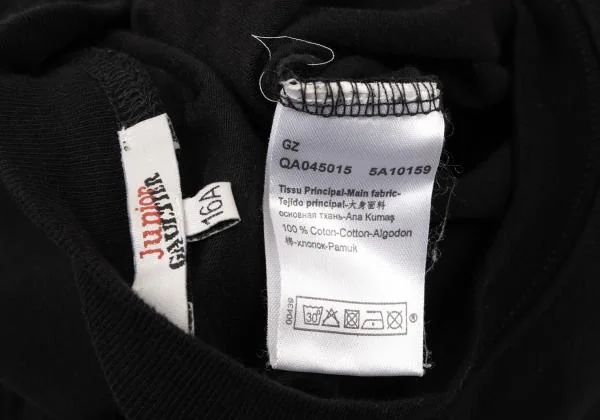 Junior
GAULTIER
16A
GZ
QA045015 5A10159
Tissu Principal-Main fabric-
Tejido principal-大身面料
основная ткань-Ana Kumaş
100 % Coton-Cotton-Algodon
棉-хлопок-Pamuk
00439
30°
®